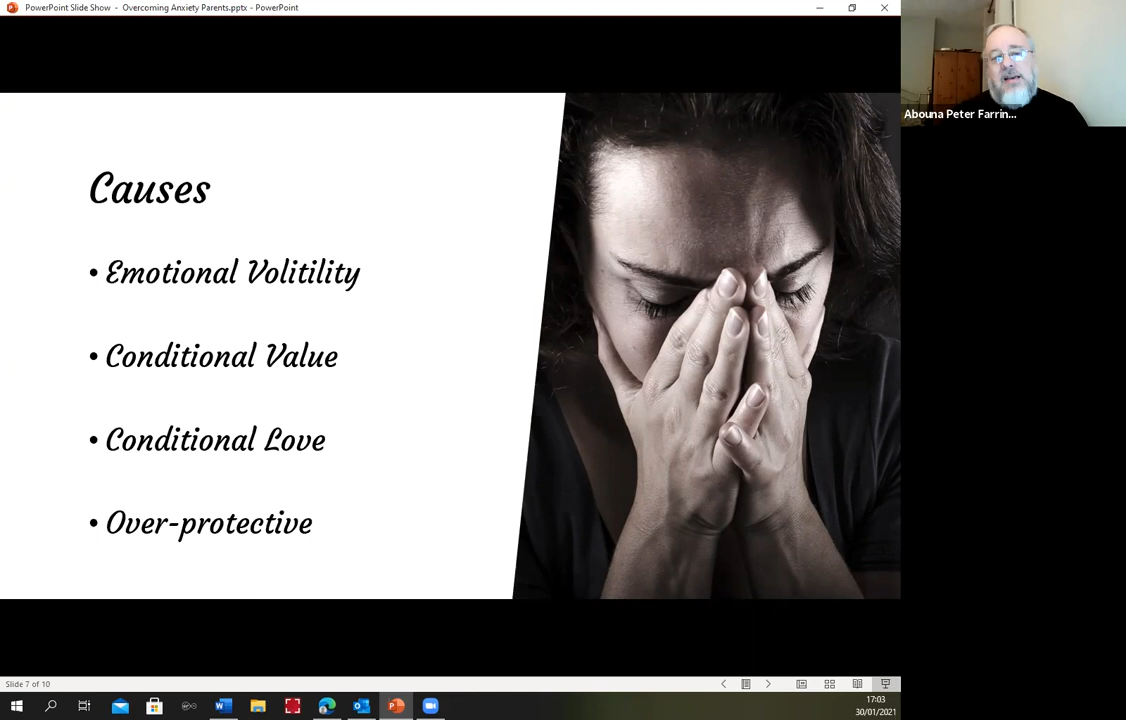 PowerPoint Slide Show - Overcoming Anxiety Parents.pptx - PowerPoint
Abouna Peter Farrin...
Causes
• Emotional Volitility
• Conditional Value
• Conditional Love
• Over-protective
Slide 7 of 10
17:03
30/01/2021